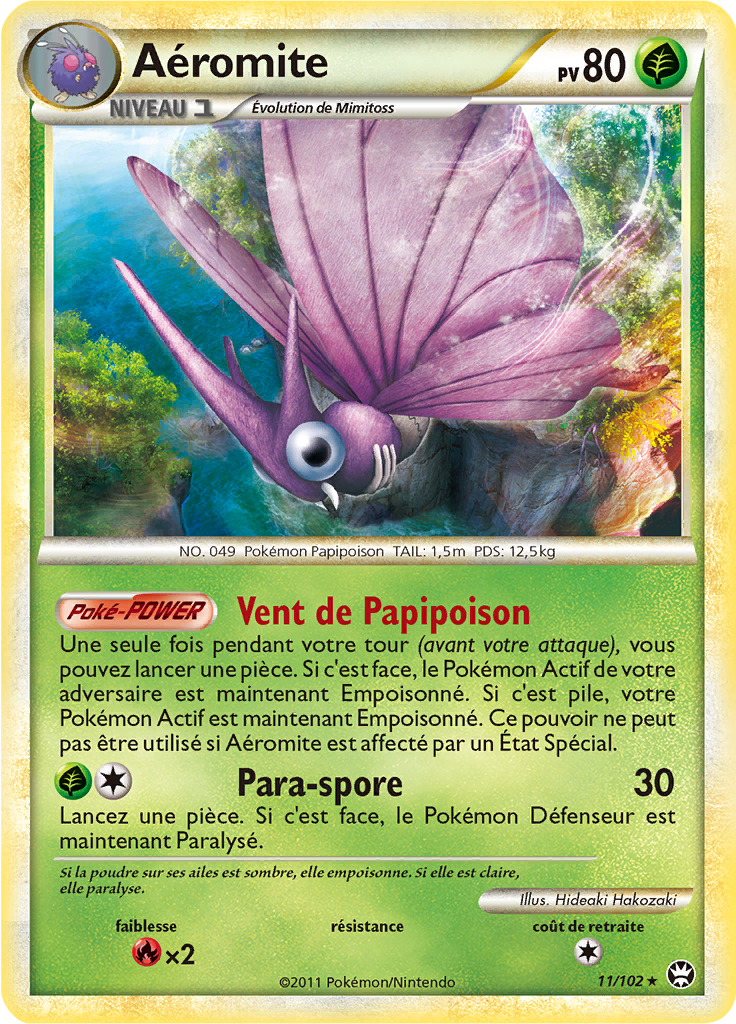 Aéromite
PV 80
NIVEAU 1
Évolution de Mimitoss
NO. 049 Pokémon Papipoison TAIL: 1,5m PDS: 12,5kg
Poké-POWER Vent de Papipoison
Une seule fois pendant votre tour (avant votre attaque), vous
pouvez lancer une pièce. Si c'est face, le Pokémon Actif de votre
adversaire est maintenant Empoisonné. Si c'est pile, votre
Pokémon Actif est maintenant Empoisonné. Ce pouvoir ne peut
pas être utilisé si Aéromite est affecté par un État Spécial.
Para-spore 30
Lancez une pièce. Si c'est face, le Pokémon Défenseur est
maintenant Paralysé.
Si la poudre sur ses ailes est sombre, elle empoisonne. Si elle est claire,
elle paralyse.
Illus. Hideaki Hakozaki
faiblesse résistance coût de retraite
×2
©2011 Pokémon/Nintendo 11/102 ★